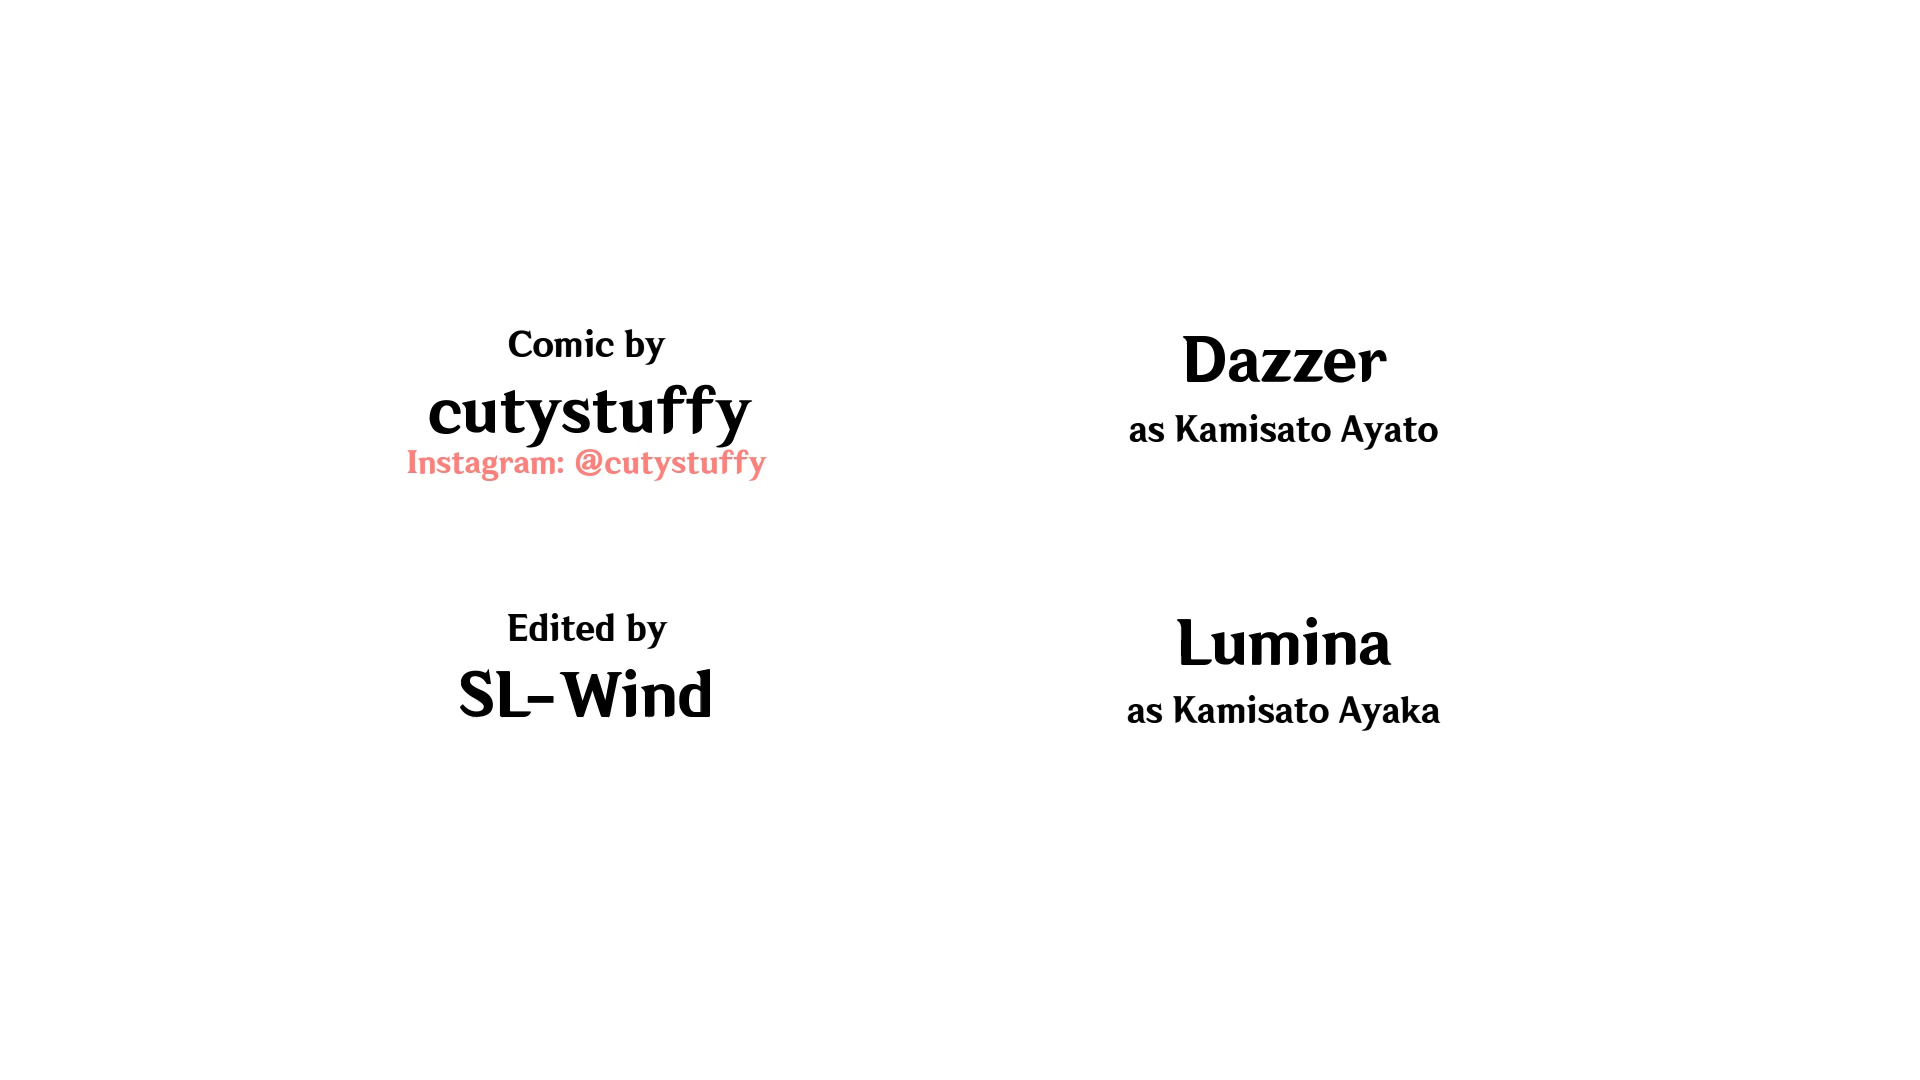 Comic by
cutystuffy
Instagram: @cutystuffy
Edited by
SL-Wind
Dazzer
as Kamisato Ayato
Lumina
as Kamisato Ayaka